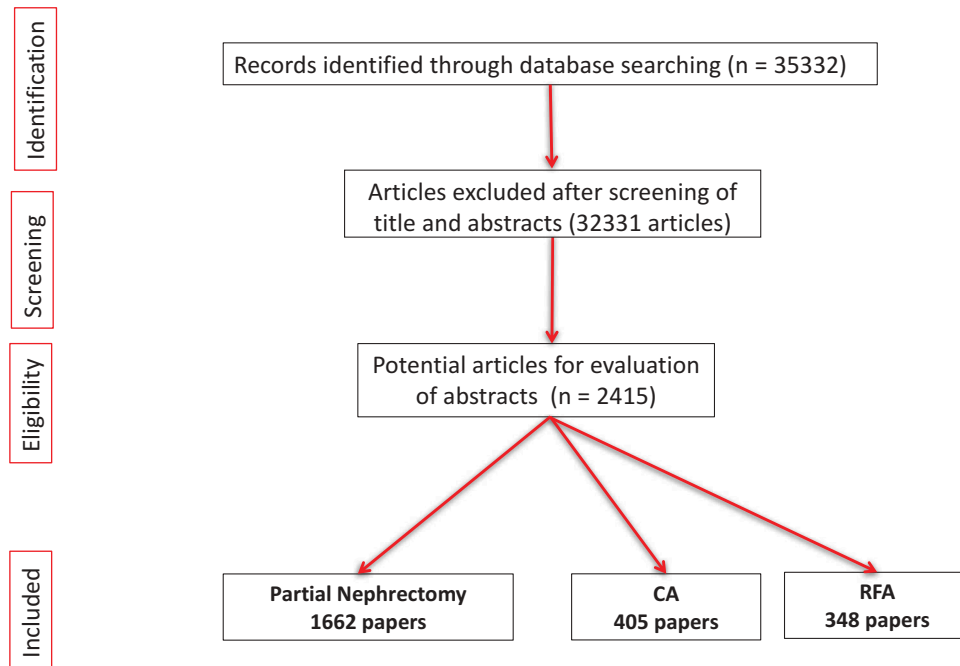 Identification
Records identified through database searching (n = 35332)
Screening
Articles excluded after screening of
title and abstracts (32331 articles)
Eligibility
Potential articles for evaluation
of abstracts (n = 2415)
Included
Partial Nephrectomy
1662 papers
CA
405 papers
RFA
348 papers